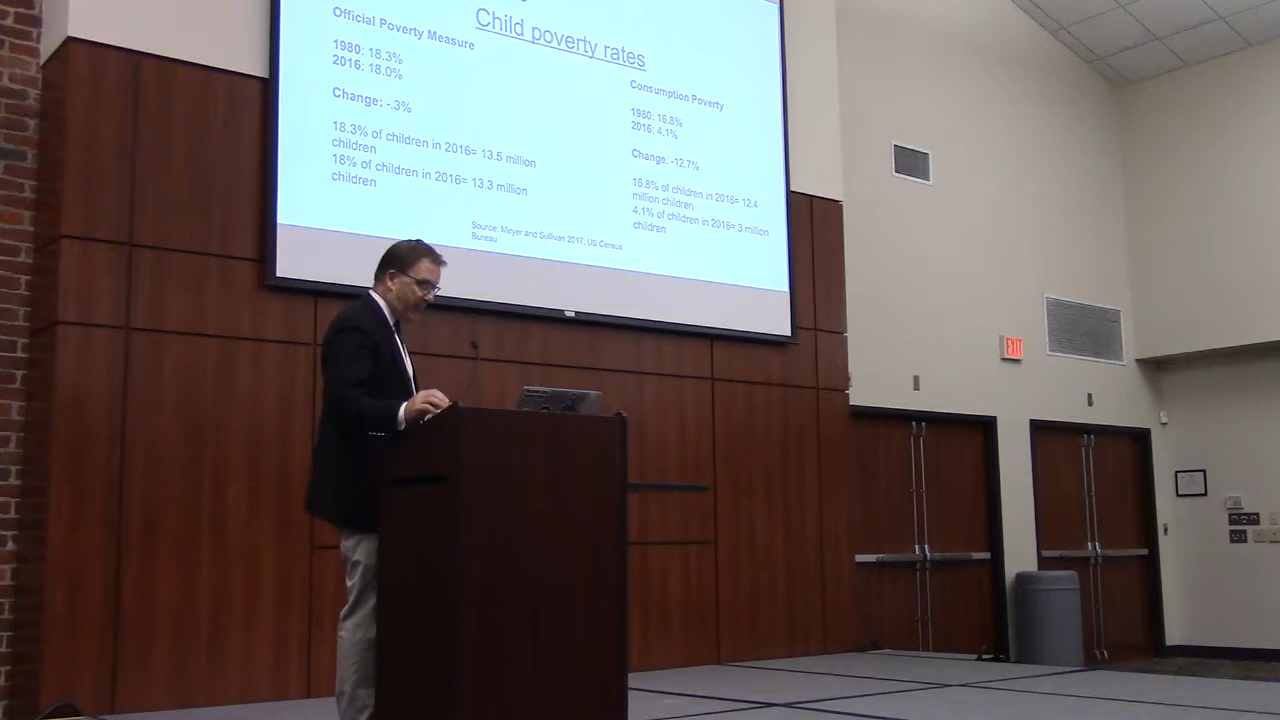 Child poverty rates
Official Poverty Measure
1980: 18.3%
2016: 18.0%
Change: -.3%
18.3% of children in 2016= 13.5 million
children
18% of children in 2016= 13.3 million
children
Consumption Poverty
1980: 16.8%
2016: 4.1%
Change: -12.7%
16.8% of children in 2016= 12.4
million children
4.1% of children in 2016= 3 million
children
Source: Meyer and Sullivan 2017; US Census
Bureau
EXIT